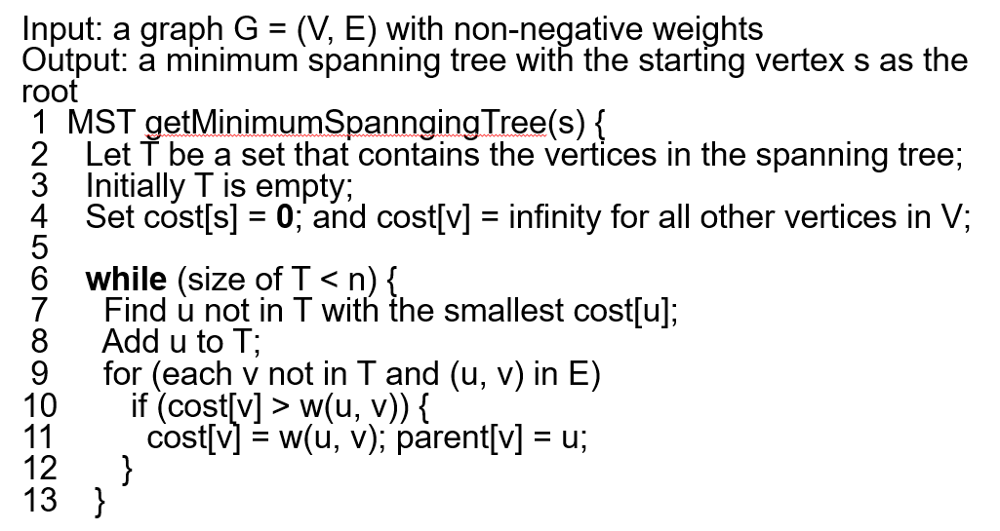 Input: a graph G = (V, E) with non-negative weights
Output: a minimum spanning tree with the starting vertex s as the
root
1 MST getMinimumSpanngingTree(s) {
2 Let T be a set that contains the vertices in the spanning tree;
3 Initially T is empty;
4 Set cost[s] = 0; and cost[v] = infinity for all other vertices in V;
5
6 while (size of T < n) {
7 Find u not in T with the smallest cost[u];
8 Add u to T;
9 for (each v not in T and (u, v) in E)
10 if (cost[v] > w(u, v)) {
11 cost[v] = w(u, v); parent[v] = u;
12 }
13 }